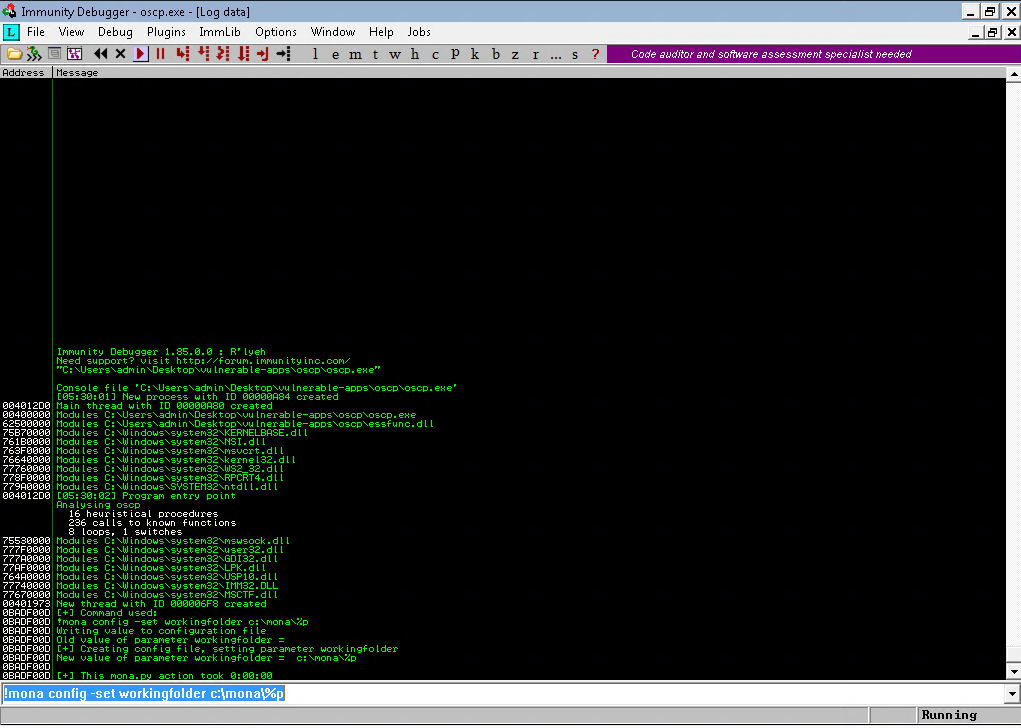 Immunity Debugger - oscp.exe - [Log data]
L File View Debug Plugins ImmLib Options Window Help Jobs
l e m t w h c P k b z r ... s ? Code auditor and software assessment specialist needed
Address Message
Immunity Debugger 1.85.0.0 : R'lyeh
Need support? visit http://forum.immunityinc.com/
"C:\Users\admin\Desktop\vulnerable-apps\oscp\oscp.exe"
Console file 'C:\Users\admin\Desktop\vulnerable-apps\oscp\oscp.exe'
[05:30:01] New process with ID 00000A84 created
004012D0 Main thread with ID 00000A80 created
00400000 Modules C:\Users\admin\Desktop\vulnerable-apps\oscp\oscp.exe
62500000 Modules C:\Users\admin\Desktop\vulnerable-apps\oscp\essfunc.dll
75B70000 Modules C:\Windows\system32\KERNELBASE.dll
761B0000 Modules C:\Windows\system32\NSI.dll
763F0000 Modules C:\Windows\system32\msvcrt.dll
76640000 Modules C:\Windows\system32\kernel32.dll
77760000 Modules C:\Windows\system32\WS2_32.dll
778F0000 Modules C:\Windows\system32\RPCRT4.dll
779A0000 Modules C:\Windows\SYSTEM32\ntdll.dll
004012D0 [05:30:02] Program entry point
Analysing oscp
16 heuristical procedures
236 calls to known functions
8 loops, 1 switches
75530000 Modules C:\Windows\system32\mswsock.dll
777F0000 Modules C:\Windows\system32\user32.dll
777A0000 Modules C:\Windows\system32\GDI32.dll
77AF0000 Modules C:\Windows\system32\LPK.dll
764A0000 Modules C:\Windows\system32\USP10.dll
77740000 Modules C:\Windows\system32\IMM32.DLL
77670000 Modules C:\Windows\system32\MSCTF.dll
00401973 New thread with ID 000006F8 created
0BADF00D [+] Command used:
0BADF00D !mona config -set workingfolder c:\mona\%p
0BADF00D Writing value to configuration file
0BADF00D Old value of parameter workingfolder =
0BADF00D [+] Creating config file, setting parameter workingfolder
0BADF00D New value of parameter workingfolder = c:\mona\%p
0BADF00D
0BADF00D [+] This mona.py action took 0:00:00
!mona config -set workingfolder c:\mona\%p
Running